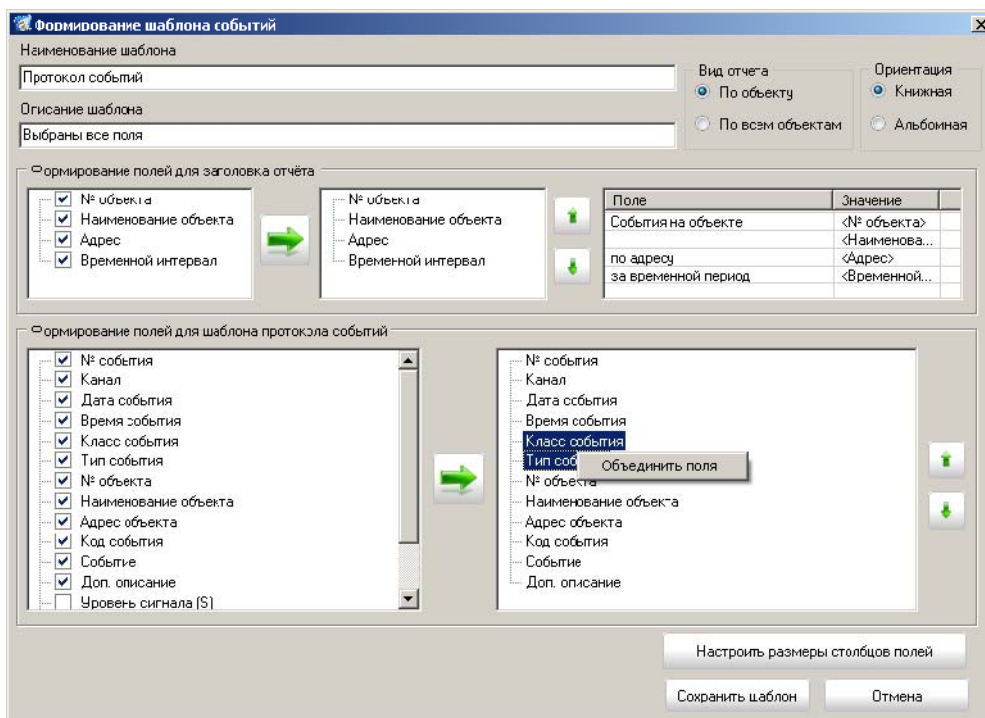 Формирование шаблона событий
Наименование шаблона
Протокол событий
Описание шаблона
Выбраны все поля
Вид отчета
По объекту
По всем объектам
Ориентация
Книжная
Альбомная
Формирование полей для заголовка отчёта
№ объекта
Наименование объекта
Адрес
Временной интервал
№ объекта
Наименование объекта
Адрес
Временной интервал
Поле Значение
События на объекте <№ объекта>
<Наименова...
по адресу <Адрес>
за временной период <Временной...
Формирование полей для шаблона протокола событий
№ события
Канал
Дата события
Время события
Класс события
Тип события
№ объекта
Наименование объекта
Адрес объекта
Код события
Событие
Доп. описание
Уровень сигнала (S)
№ события
Канал
Дата события
Время события
Класс события
Тип соб
Объединить поля
№ объекта
Наименование объекта
Адрес объекта
Код события
Событие
Доп. описание
Настроить размеры столбцов полей
Сохранить шаблон
Отмена